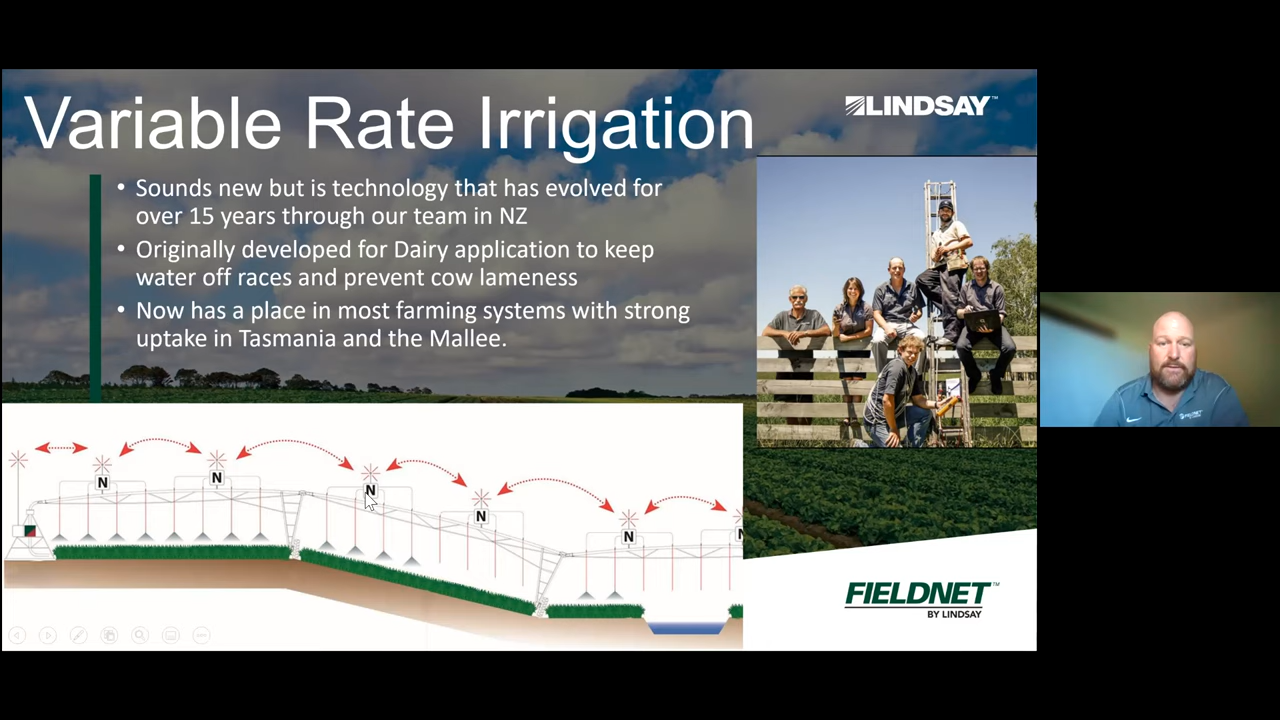 Variable Rate Irrigation
LINDSAY™
• Sounds new but is technology that has evolved for
over 15 years through our team in NZ
• Originally developed for Dairy application to keep
water off races and prevent cow lameness
• Now has a place in most farming systems with strong
uptake in Tasmania and the Mallee.
N
N
N
N
N
N
FIELDNET™
BY LINDSAY
FIELDNET